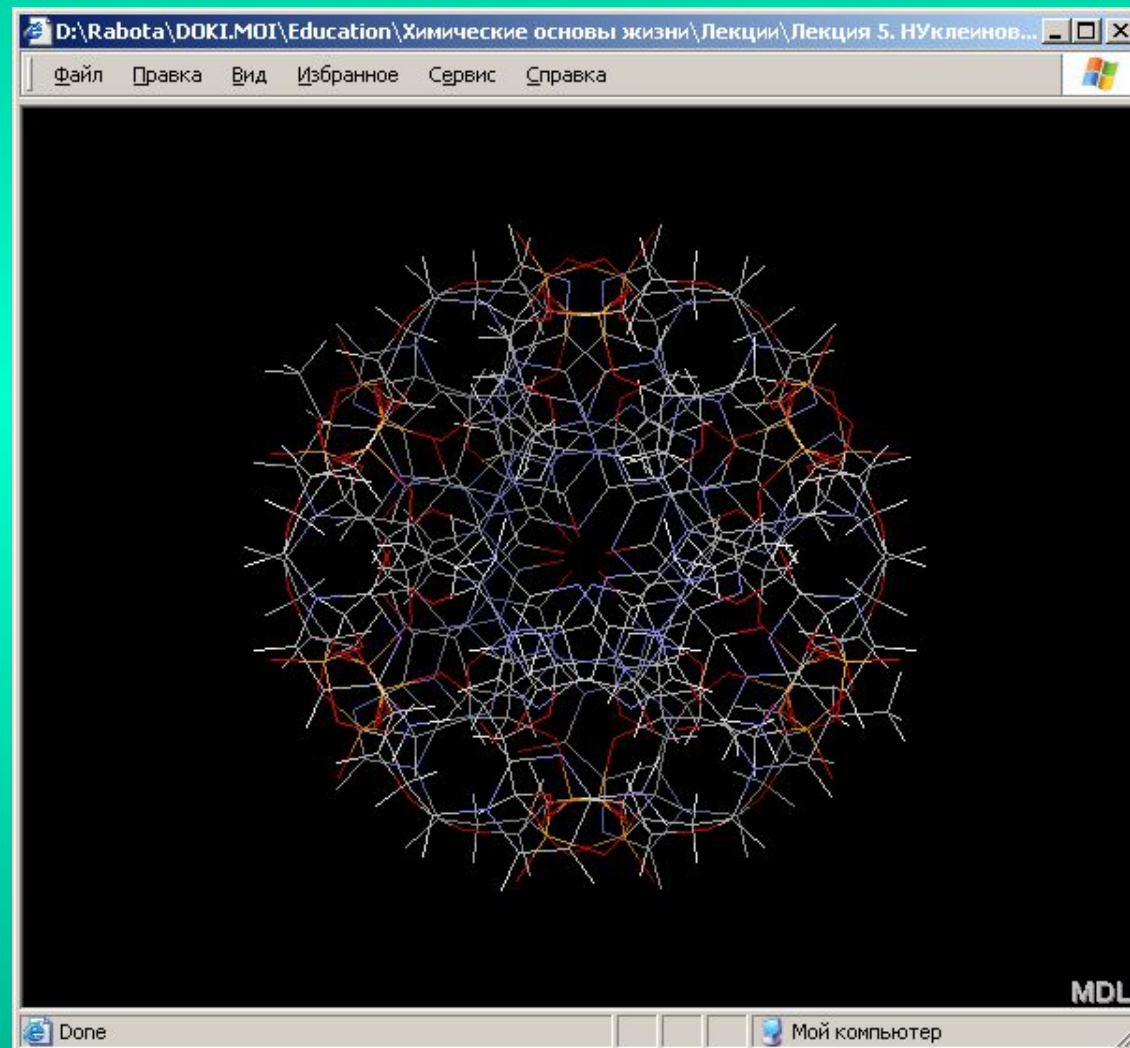 D:\Rabota\DOKI.MOI\Education\Химические основы жизни\Лекции\Лекция 5. НУклеинов...
Файл Правка Вид Избранное Сервис Справка
MDL
Done Мой компьютер